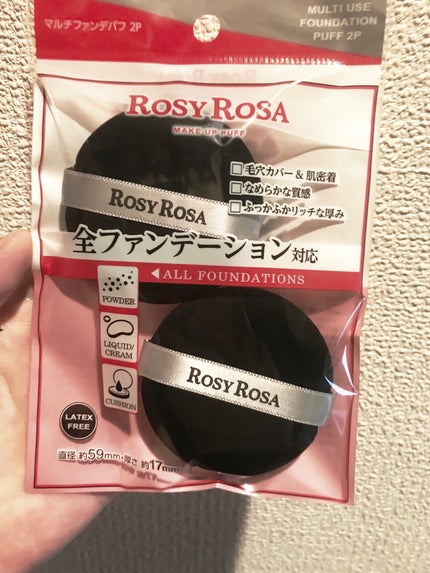 マルチファンデパフ 2P
MULTI USE
FOUNDATION
PUFF 2P
ROSY ROSA
MAKE UP PUFF
毛穴カバー&肌密着
なめらかな質感
ふっかふかリッチな厚み
ROSY ROSA
全ファンデーション対応
◀ALL FOUNDATIONS
POWDER
LIQUID/
CREAM
CUSHION
ROSY ROSA
LATEX
FREE
直径 約59mm・厚さ 約17mm